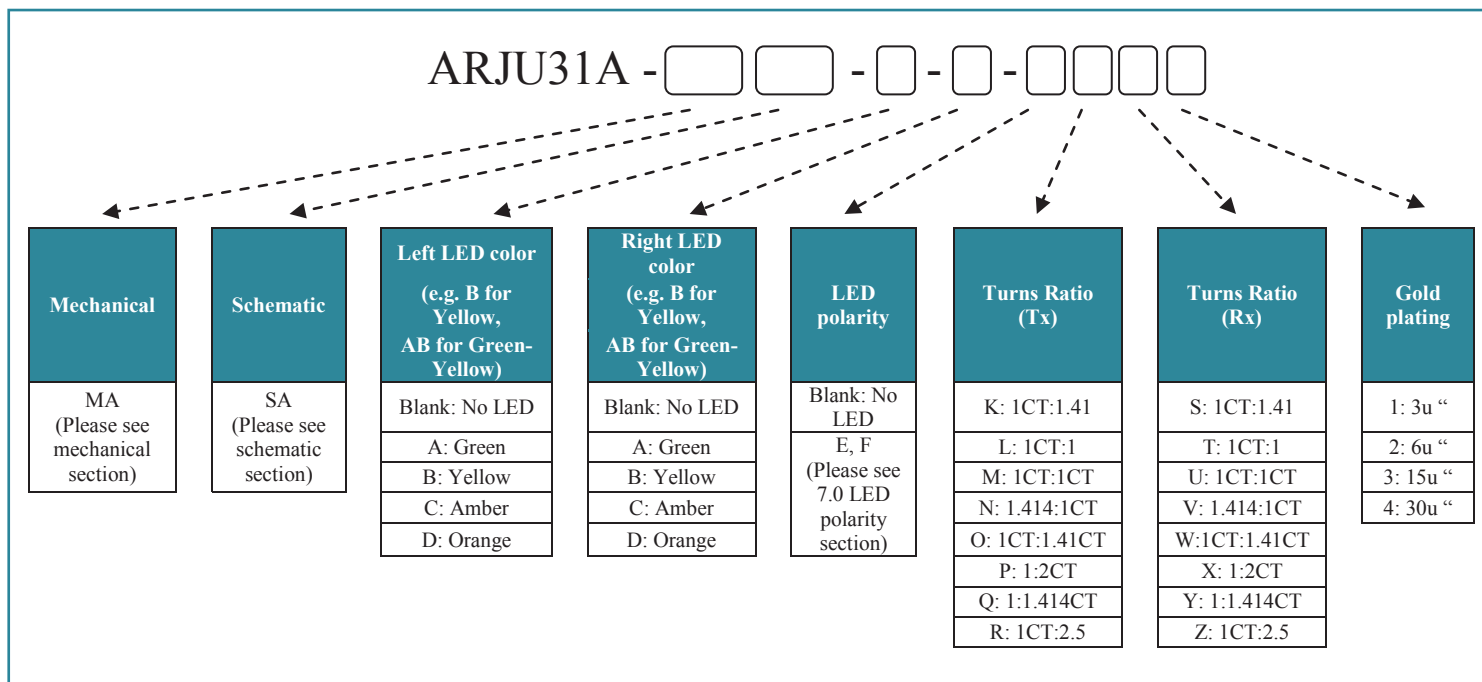 ARJU31A - - - -
Mechanical
MA
(Please see
mechanical
section)
Schematic
SA
(Please see
schematic
section)
Left LED color
(e.g. B for
Yellow,
AB for Green-
Yellow)
Blank: No LED
A: Green
B: Yellow
C: Amber
D: Orange
Right LED
color
(e.g. B for
Yellow,
AB for Green-
Yellow)
Blank: No LED
A: Green
B: Yellow
C: Amber
D: Orange
LED
polarity
Blank: No
LED
E, F
(Please see
7.0 LED
polarity
section)
Turns Ratio
(Tx)
K: 1CT:1.41
L: 1CT:1
M: 1CT:1CT
N: 1.414:1CT
O: 1CT:1.41CT
P: 1:2CT
Q: 1:1.414CT
R: 1CT:2.5
Turns Ratio
(Rx)
S: 1CT:1.41
T: 1CT:1
U: 1CT:1CT
V: 1.414:1CT
W:1CT:1.41CT
X: 1:2CT
Y: 1:1.414CT
Z: 1CT:2.5
Gold
plating
1: 3u “
2: 6u “
3: 15u “
4: 30u “